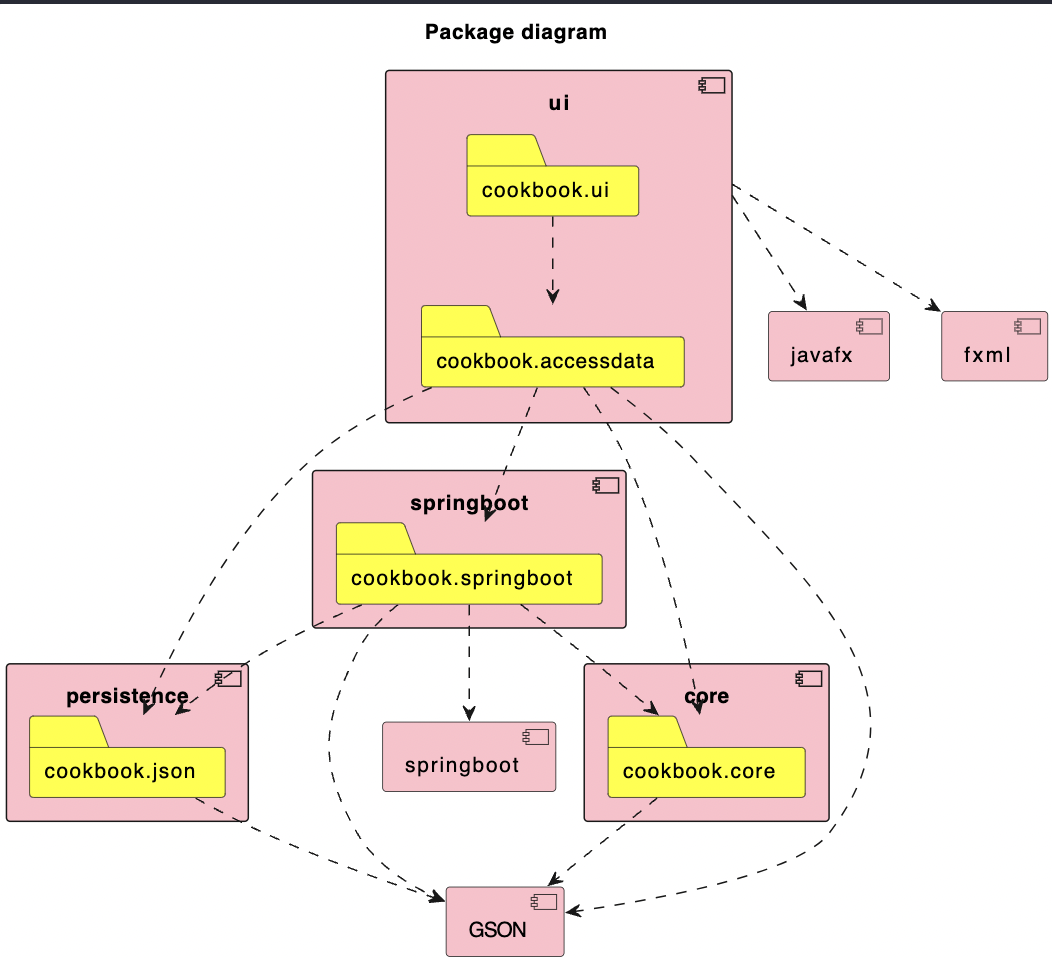 Package diagram
ui
cookbook.ui
cookbook.accessdata
javafx
fxml
springboot
cookbook.springboot
persistence
cookbook.json
springboot
core
cookbook.core
GSON